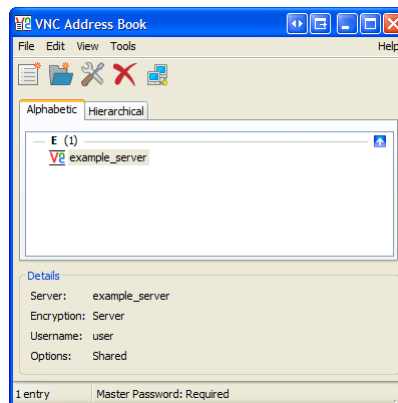 VNC Address Book
File Edit View Tools Help
Alphabetic Hierarchical
E (1)
example_server
Details
Server: example_server
Encryption: Server
Username: user
Options: Shared
1 entry Master Password: Required